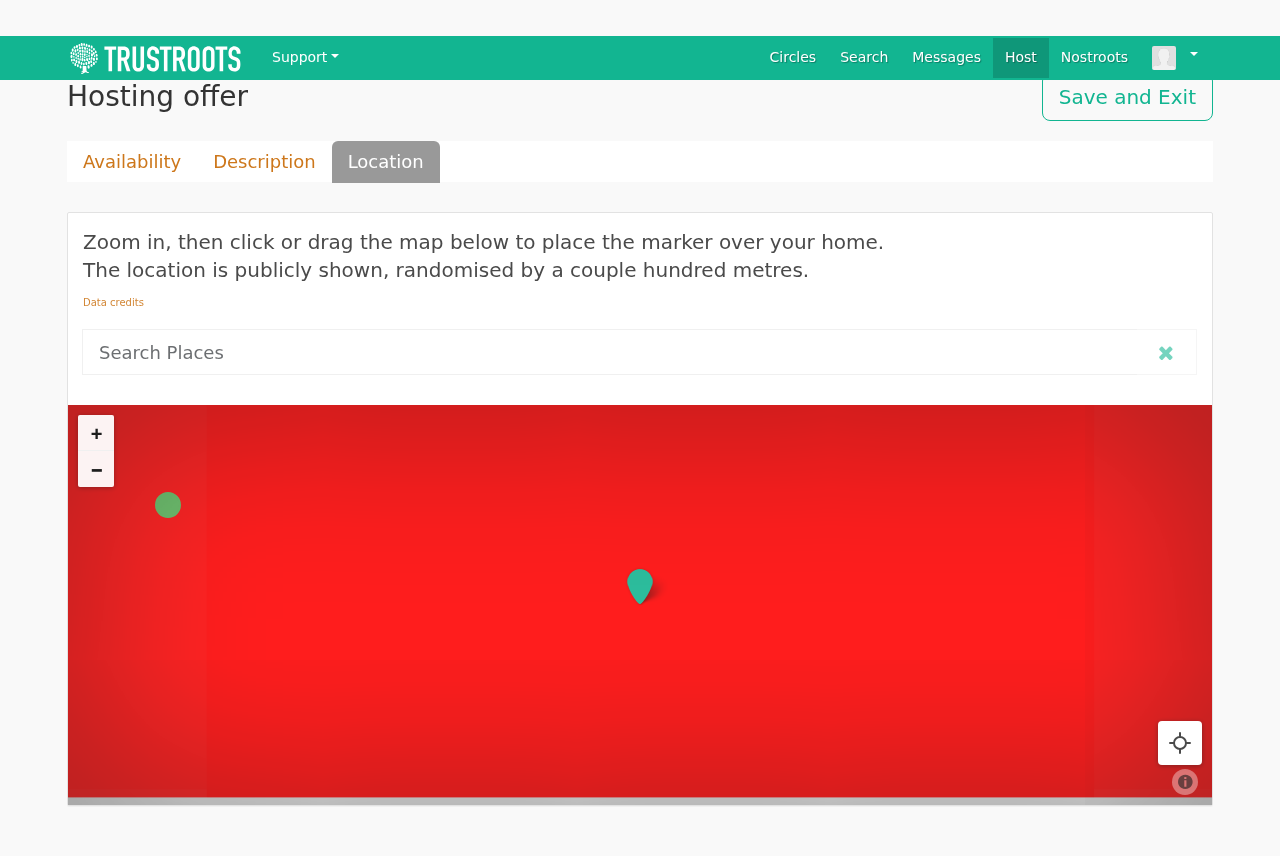 TRUSTROOTS
Support
Circles
Search
Messages
Host
Nostroots
Hosting offer
Save and Exit
Availability
Description
Location
Zoom in, then click or drag the map below to place the marker over your home.
The location is publicly shown, randomised by a couple hundred metres.
Data credits
Search Places
+
−